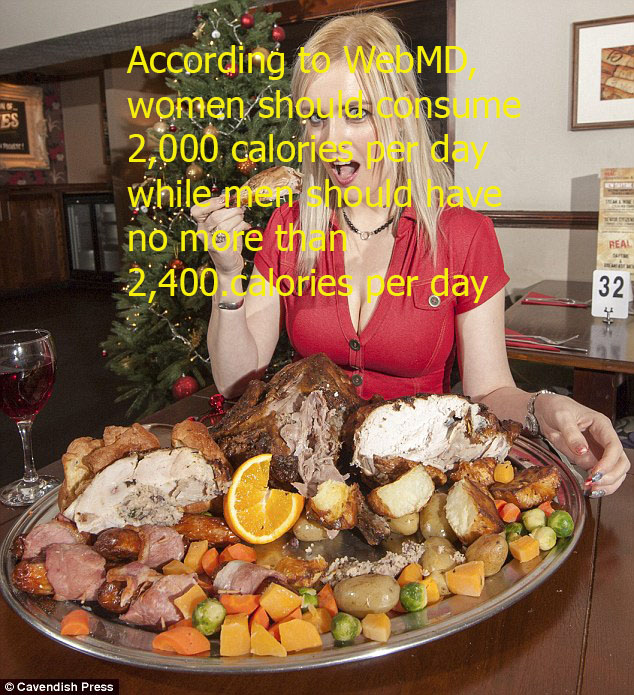 According to WebMD,
women should consume
2,000 calories per day
while men should have
no more than
2,400.calories per day
32
REAL
© Cavendish Press